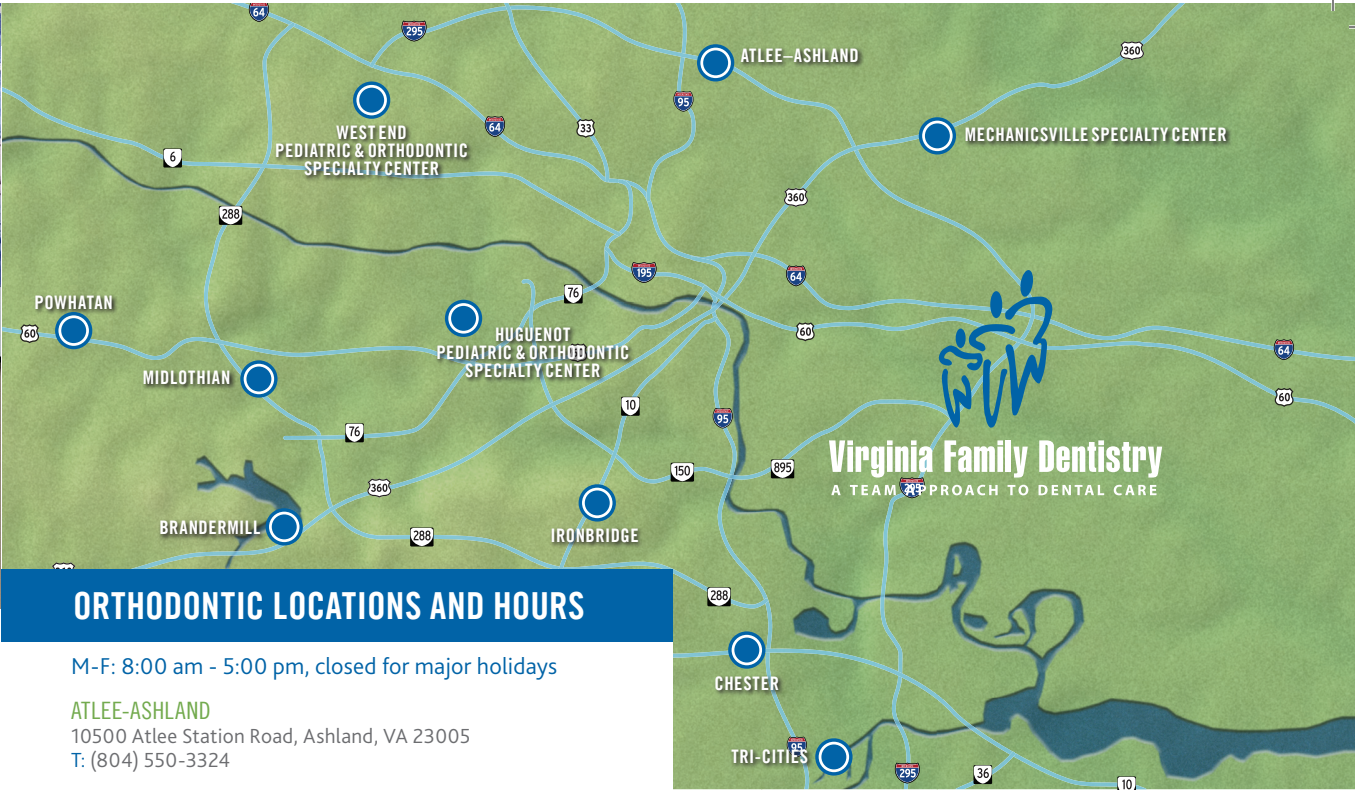 64
295
ATLEE–ASHLAND
360
95
WEST END
PEDIATRIC & ORTHODONTIC
SPECIALTY CENTER
64
33
MECHANICSVILLE SPECIALTY CENTER
6
360
288
195
64
76
POWHATAN
60
HUGUENOT
PEDIATRIC & ORTHODONTIC
SPECIALTY CENTER
60
64
MIDLOTHIAN
60
10
95
76
150
895
Virginia Family Dentistry
A TEAM APPROACH TO DENTAL CARE
295
360
BRANDERMILL
288
IRONBRIDGE
288
ORTHODONTIC LOCATIONS AND HOURS
M-F: 8:00 am - 5:00 pm, closed for major holidays
ATLEE-ASHLAND
10500 Atlee Station Road, Ashland, VA 23005
T: (804) 550-3324
CHESTER
95
TRI-CITIES
295
36
10